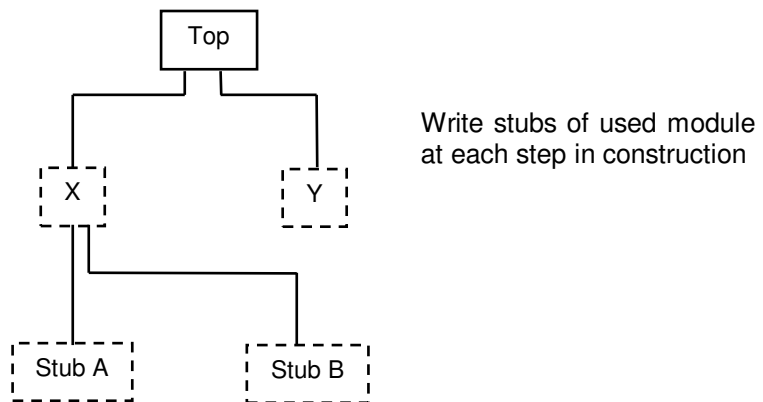 Top
Write stubs of used module
at each step in construction
X
Y
Stub A
Stub B